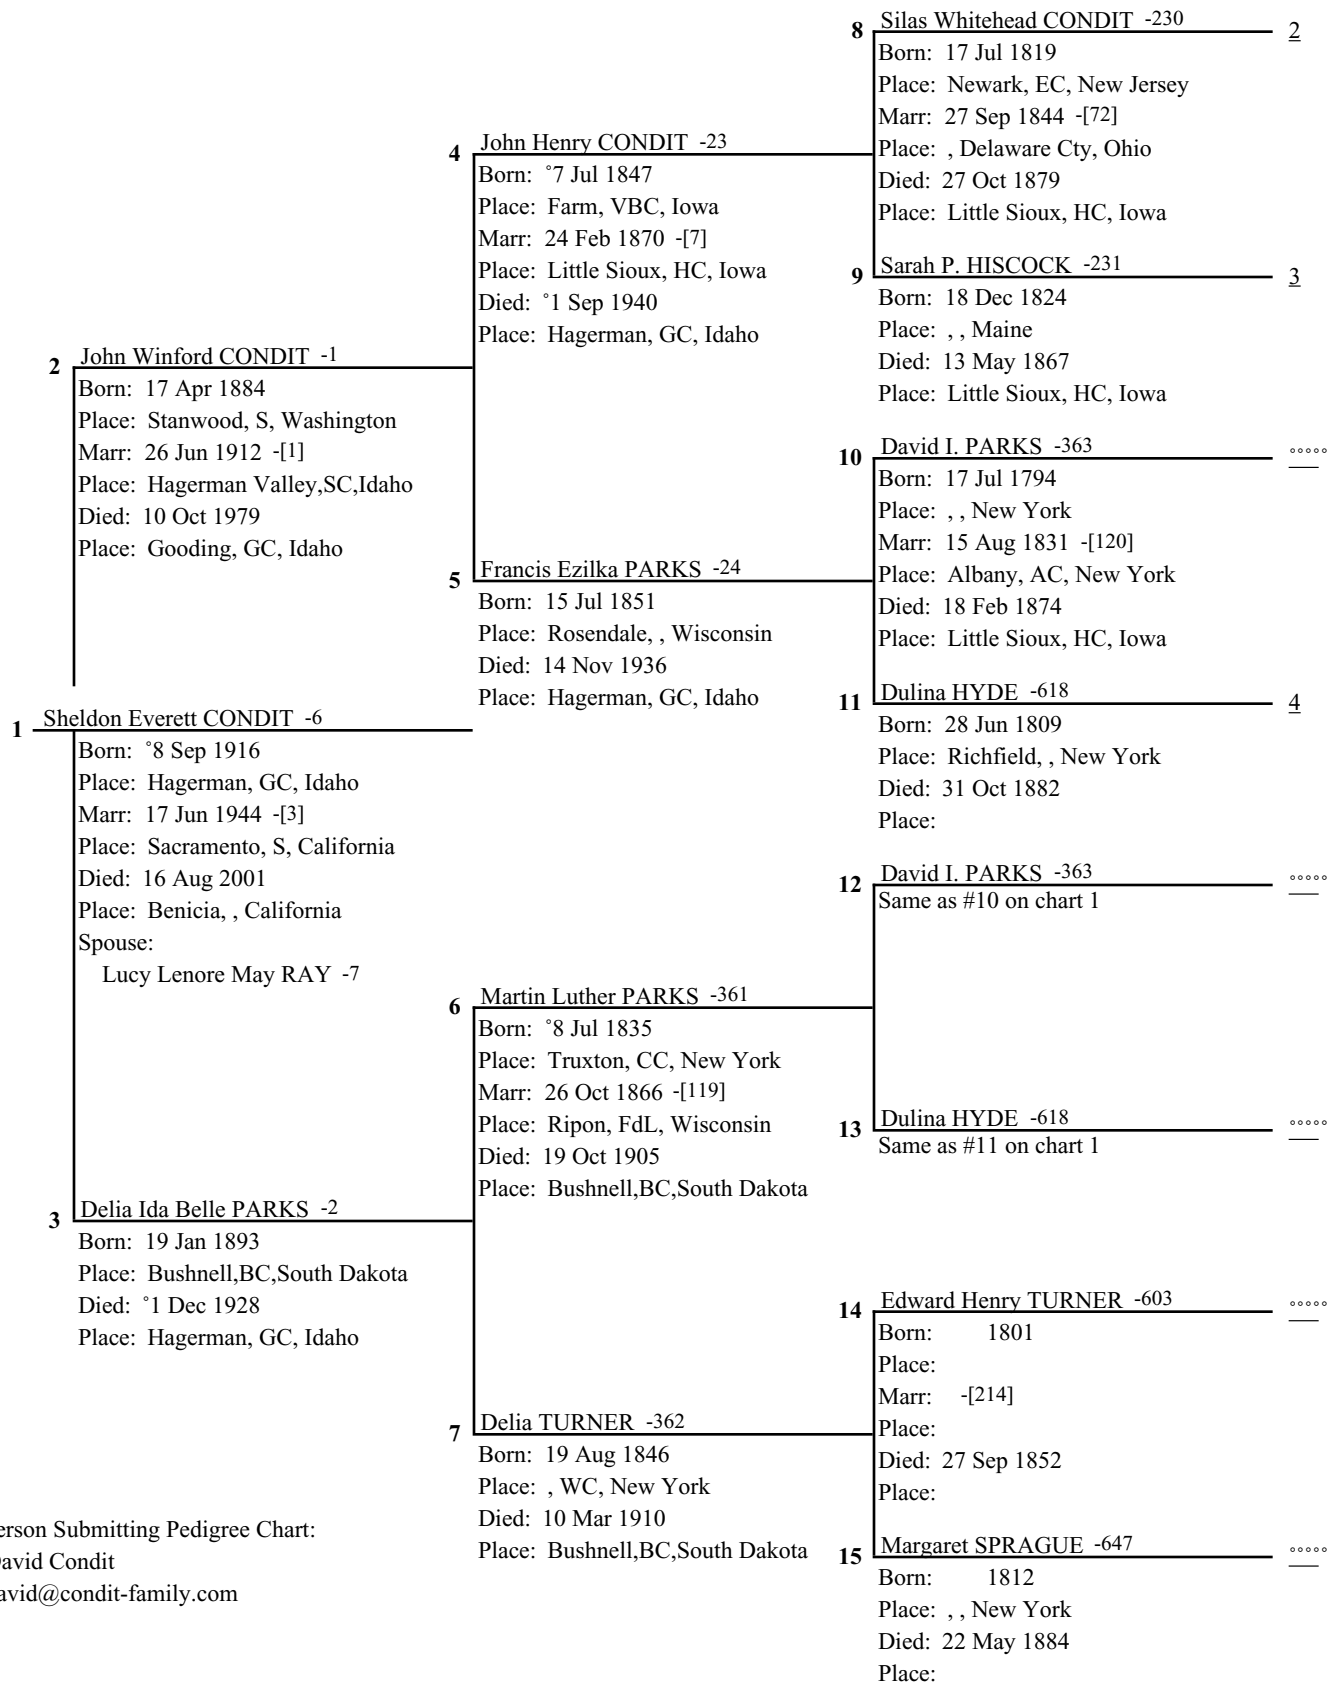 8 Silas Whitehead CONDIT -230 2
Born: 17 Jul 1819
Place: Newark, EC, New Jersey
Marr: 27 Sep 1844 -[72]
Place: , Delaware Cty, Ohio
Died: 27 Oct 1879
Place: Little Sioux, HC, Iowa
4 John Henry CONDIT -23
Born: °7 Jul 1847
Place: Farm, VBC, Iowa
Marr: 24 Feb 1870 -[7]
Place: Little Sioux, HC, Iowa
Died: °1 Sep 1940
Place: Hagerman, GC, Idaho
9 Sarah P. HISCOCK -231 3
Born: 18 Dec 1824
Place: , , Maine
Died: 13 May 1867
Place: Little Sioux, HC, Iowa
2 John Winford CONDIT -1
Born: 17 Apr 1884
Place: Stanwood, S, Washington
Marr: 26 Jun 1912 -[1]
Place: Hagerman Valley,SC,Idaho
Died: 10 Oct 1979
Place: Gooding, GC, Idaho
10 David I. PARKS -363 °°°°°
Born: 17 Jul 1794
Place: , , New York
Marr: 15 Aug 1831 -[120]
Place: Albany, AC, New York
Died: 18 Feb 1874
Place: Little Sioux, HC, Iowa
5 Francis Ezilka PARKS -24
Born: 15 Jul 1851
Place: Rosendale, , Wisconsin
Died: 14 Nov 1936
Place: Hagerman, GC, Idaho
11 Dulina HYDE -618 4
Born: 28 Jun 1809
Place: Richfield, , New York
Died: 31 Oct 1882
Place:
1 Sheldon Everett CONDIT -6
Born: °8 Sep 1916
Place: Hagerman, GC, Idaho
Marr: 17 Jun 1944 -[3]
Place: Sacramento, S, California
Died: 16 Aug 2001
Place: Benicia, , California
Spouse:
Lucy Lenore May RAY -7
12 David I. PARKS -363 °°°°°
Same as #10 on chart 1
6 Martin Luther PARKS -361
Born: °8 Jul 1835
Place: Truxton, CC, New York
Marr: 26 Oct 1866 -[119]
Place: Ripon, FdL, Wisconsin
Died: 19 Oct 1905
Place: Bushnell,BC,South Dakota
13 Dulina HYDE -618 °°°°°
Same as #11 on chart 1
3 Delia Ida Belle PARKS -2
Born: 19 Jan 1893
Place: Bushnell,BC,South Dakota
Died: °1 Dec 1928
Place: Hagerman, GC, Idaho
14 Edward Henry TURNER -603 °°°°°
Born: 1801
Place:
Marr: -[214]
Place:
Died: 27 Sep 1852
Place:
7 Delia TURNER -362
Born: 19 Aug 1846
Place: , WC, New York
Died: 10 Mar 1910
Place: Bushnell,BC,South Dakota
15 Margaret SPRAGUE -647 °°°°°
Born: 1812
Place: , , New York
Died: 22 May 1884
Place:
erson Submitting Pedigree Chart:
avid Condit
avid@condit-family.com